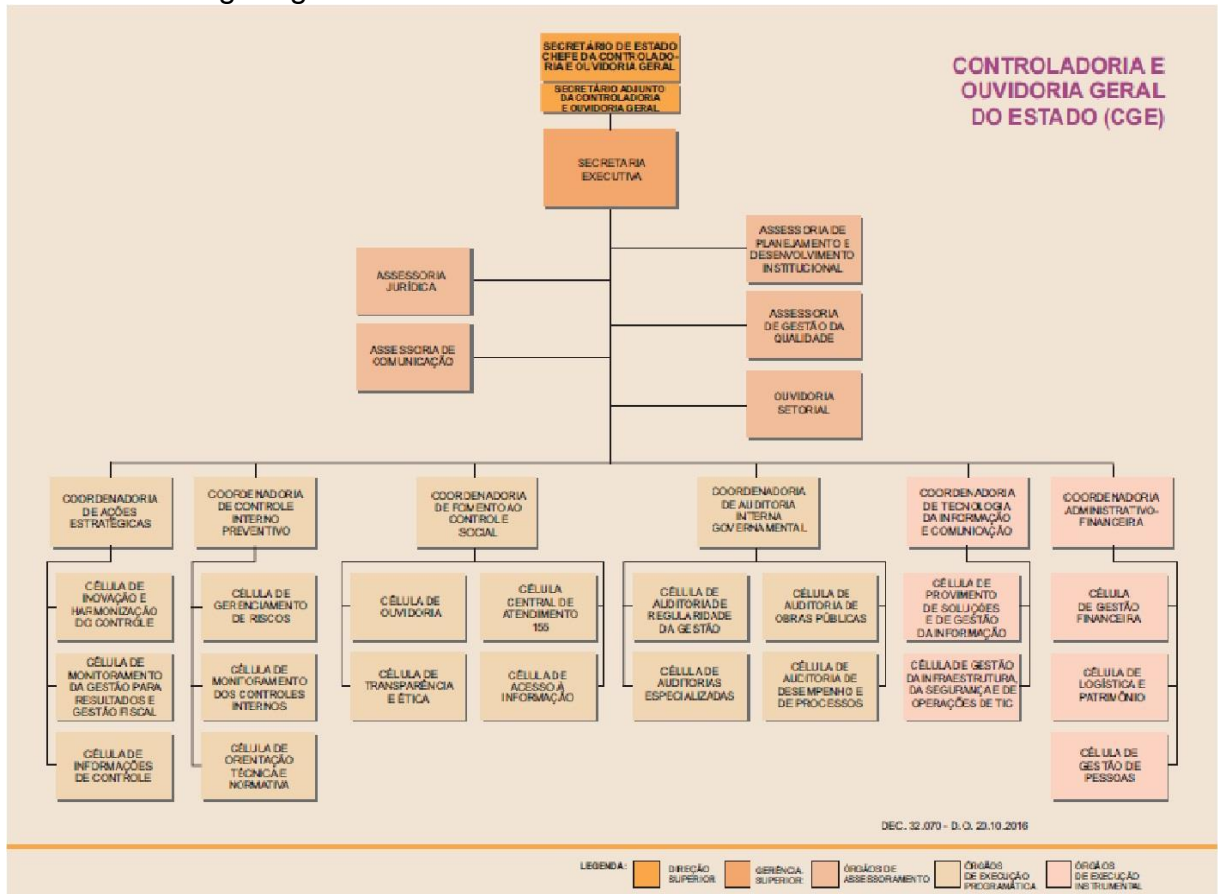 SECRETÁRIO DE ESTADO
CHEFE DA CONTROLADO-
RIA E OUVIDORIA GERAL
SECRETÁRIO ADJUNTO
DA CONTROLADORIA
E OUVIDORIA GERAL
CONTROLADORIA E
OUVIDORIA GERAL
DO ESTADO (CGE)
SECRETARIA
EXECUTIVA
ASSESSORIA
JURÍDICA
ASSESSORIA DE
COMUNICAÇÃO
ASSESSORIA DE
PLANEJAMENTO E
DESENVOLVIMENTO
INSTITUCIONAL
ASSESSORIA
DE GESTÃO DA
QUALIDADE
OUVIDORIA
SETORIAL
COORDENADORIA
DE AÇÕES
ESTRATÉGICAS
COORDENADORIA
DE CONTROLE
INTERNO
PREVENTIVO
COORDENADORIA
DE FOMENTO AO
CONTROLE
SOCIAL
COORDENADORIA
DE AUDITORIA
INTERNA
GOVERNAMENTAL
COORDENADORIA
DE TECNOLOGIA
DA INFORMAÇÃO
E COMUNICAÇÃO
COORDENADORIA
ADMINISTRATIVO-
FINANCEIRA
CÉLULA DE
INOVAÇÃO E
HARMONIZAÇÃO
DO CONTROLE
CÉLULA DE
MONITORAMENTO
DA GESTÃO PARA
RESULTADOS E
GESTÃO FISCAL
CÉLULA DE
INFORMAÇÕES
DE CONTROLE
CÉLULA DE
GERENCIAMENTO
DE RISCOS
CÉLULA DE
MONITORAMENTO
DOS CONTROLES
INTERNOS
CÉLULA DE
ORIENTAÇÃO
TÉCNICA E
NORMATIVA
CÉLULA DE
OUVIDORIA
CÉLULA
CENTRAL DE
ATENDIMENTO
155
CÉLULA DE
TRANSPARÊNCIA
E ÉTICA
CÉLULA DE
ACESSO À
INFORMAÇÃO
CÉLULA DE
AUDITORIA DE
REGULARIDADE
DA GESTÃO
CÉLULA DE
AUDITORIA DE
OBRAS PÚBLICAS
CÉLULA DE
AUDITORIAS
ESPECIALIZADAS
CÉLULA DE
AUDITORIA DE
DESEMPENHO E
DE PROCESSOS
CÉLULA DE
PROVIMENTO
DE SOLUÇÕES
E DE GESTÃO
DA INFORMAÇÃO
CÉLULA DE GESTÃO
DA INFRAESTRUTURA,
DA SEGURANÇA E DE
OPERAÇÕES DE TIC
CÉLULA
DE GESTÃO
FINANCEIRA
CÉLULA DE
LOGÍSTICA E
PATRIMÔNIO
CÉLULA DE
GESTÃO DE
PESSOAS
DEC. 32.070 - D.O. 20.10.2016
LEGENDA:
DIREÇÃO
SUPERIOR
GERÊNCIA
SUPERIOR
ÓRGÃOS DE
ASSESSORAMENTO
ÓRGÃOS
DE EXECUÇÃO
PROGRAMÁTICA
ÓRGÃOS
DE EXECUÇÃO
INSTRUMENTAL